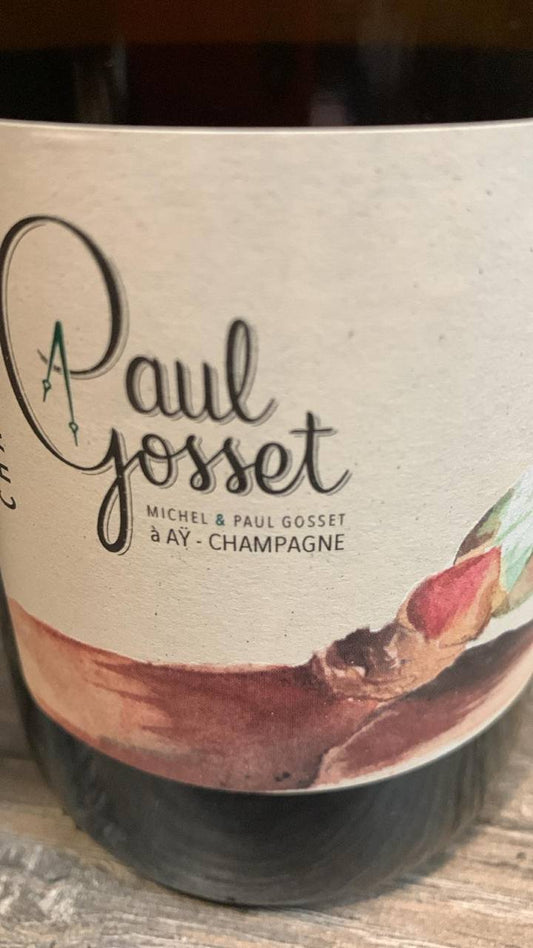 Paul
Gosset
MICHEL & PAUL GOSSET
à AŸ - CHAMPAGNE